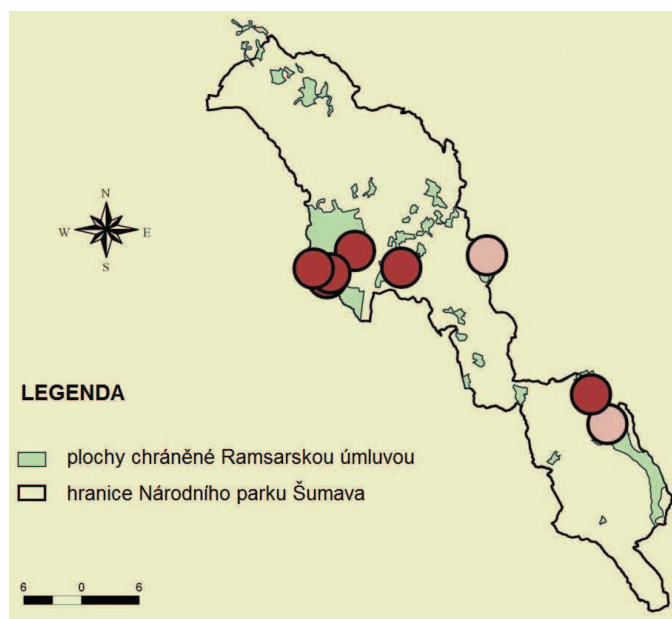 N
W E
S
LEGENDA
plochy chráněné Ramsarskou úmluvou
hranice Národního parku Šumava
6 0 6